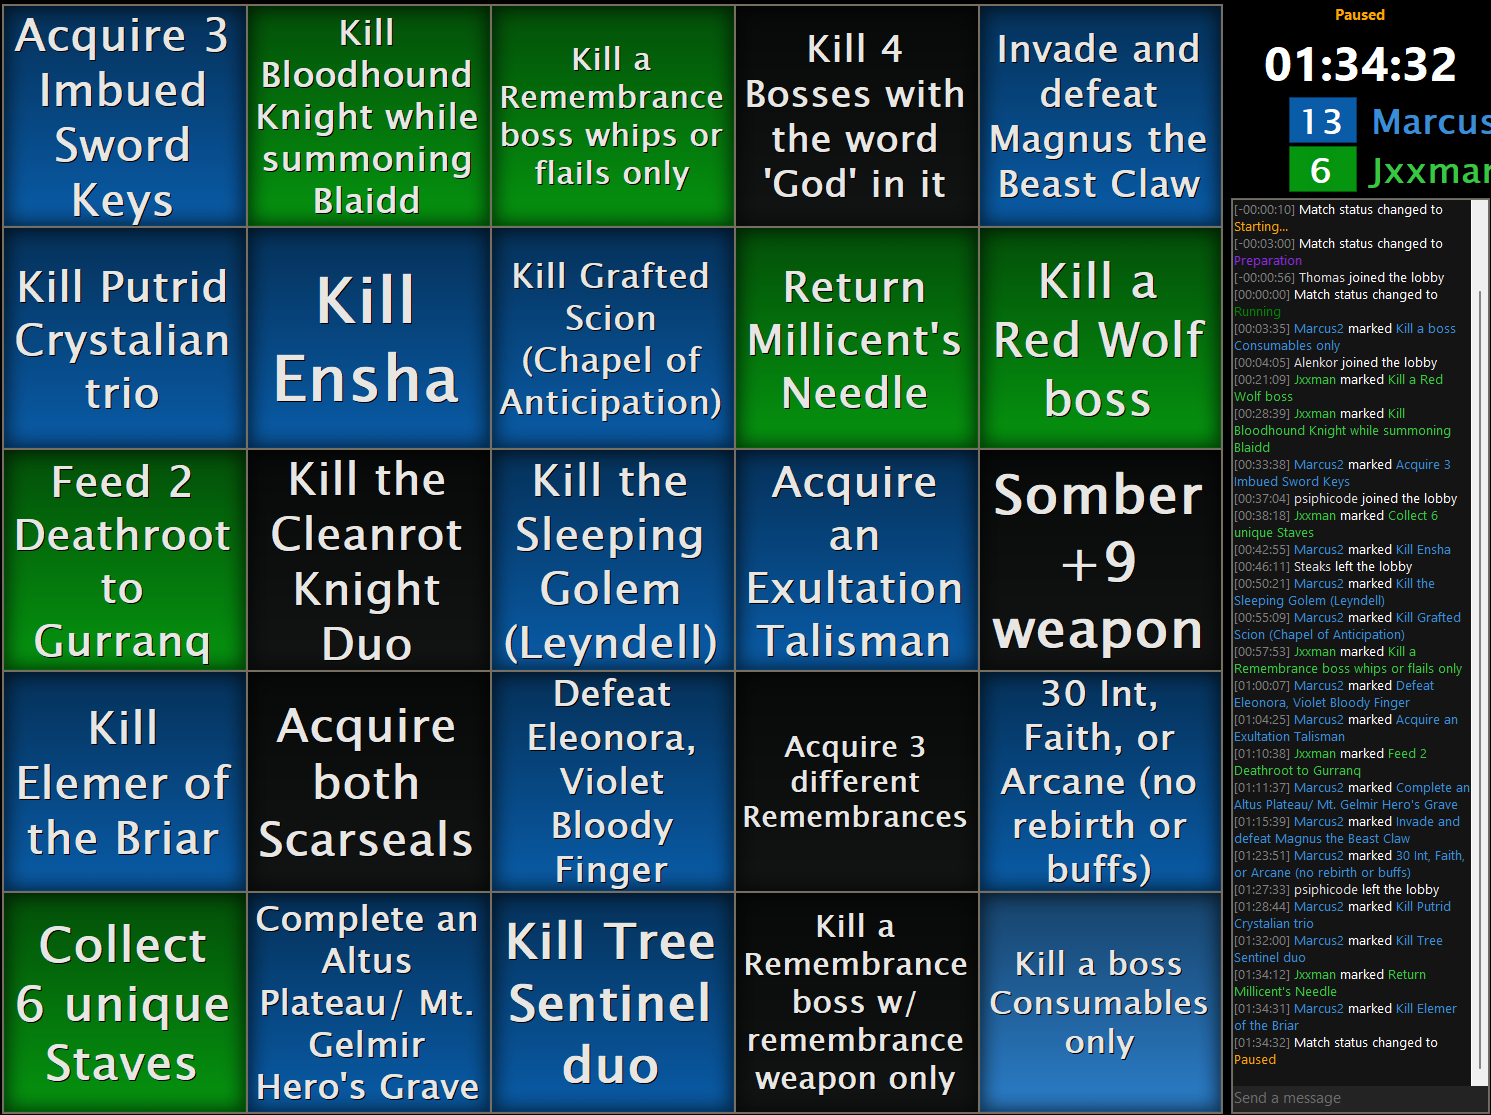 Acquire 3
Imbued
Sword
Keys
Kill
Bloodhound
Knight while
summoning
Blaidd
Kill a
Remembrance
boss whips or
flails only
Kill 4
Bosses with
the word
'God' in it
Invade and
defeat
Magnus the
Beast Claw
Kill Putrid
Crystalian
trio
Kill
Ensha
Kill Grafted
Scion
(Chapel of
Anticipation)
Return
Millicent's
Needle
Kill a
Red Wolf
boss
Feed 2
Deathroot
to
Gurranq
Kill the
Cleanrot
Knight
Duo
Kill the
Sleeping
Golem
(Leyndell)
Acquire
an
Exultation
Talisman
Somber
+9
weapon
Kill
Elemer of
the Briar
Acquire
both
Scarseals
Defeat
Eleonora,
Violet
Bloody
Finger
Acquire 3
different
Remembrances
30 Int,
Faith, or
Arcane (no
rebirth or
buffs)
Collect
6 unique
Staves
Complete an
Altus
Plateau/ Mt.
Gelmir
Hero's Grave
Kill Tree
Sentinel
duo
Kill a
Remembrance
boss w/
remembrance
weapon only
Kill a boss
Consumables
only
Paused
01:34:32
13 Marcus
6 Jxxmar
[-00:00:10] Match status changed to
Starting...
[-00:03:00] Match status changed to
Preparation
[-00:00:56] Thomas joined the lobby
[00:00:00] Match status changed to
Running
[00:03:35] Marcus2 marked Kill a boss
Consumables only
[00:04:05] Alenkor joined the lobby
[00:21:09] Jxxman marked Kill a Red
Wolf boss
[00:28:39] Jxxman marked Kill
Bloodhound Knight while summoning
Blaidd
[00:33:38] Marcus2 marked Acquire 3
Imbued Sword Keys
[00:37:04] psiphicode joined the lobby
[00:38:18] Jxxman marked Collect 6
unique Staves
[00:42:55] Marcus2 marked Kill Ensha
[00:46:11] Steaks left the lobby
[00:50:21] Marcus2 marked Kill the
Sleeping Golem (Leyndell)
[00:55:09] Marcus2 marked Kill Grafted
Scion (Chapel of Anticipation)
[00:57:53] Jxxman marked Kill a
Remembrance boss whips or flails only
[01:00:07] Marcus2 marked Defeat
Eleonora, Violet Bloody Finger
[01:04:25] Marcus2 marked Acquire an
Exultation Talisman
[01:10:38] Jxxman marked Feed 2
Deathroot to Gurranq
[01:11:37] Marcus2 marked Complete an
Altus Plateau/ Mt. Gelmir Hero's Grave
[01:15:39] Marcus2 marked Invade and
defeat Magnus the Beast Claw
[01:23:51] Marcus2 marked 30 Int, Faith,
or Arcane (no rebirth or buffs)
[01:27:33] psiphicode left the lobby
[01:28:44] Marcus2 marked Kill Putrid
Crystalian trio
[01:32:00] Marcus2 marked Kill Tree
Sentinel duo
[01:34:12] Jxxman marked Return
Millicent's Needle
[01:34:31] Marcus2 marked Kill Elemer
of the Briar
[01:34:32] Match status changed to
Paused
Send a message